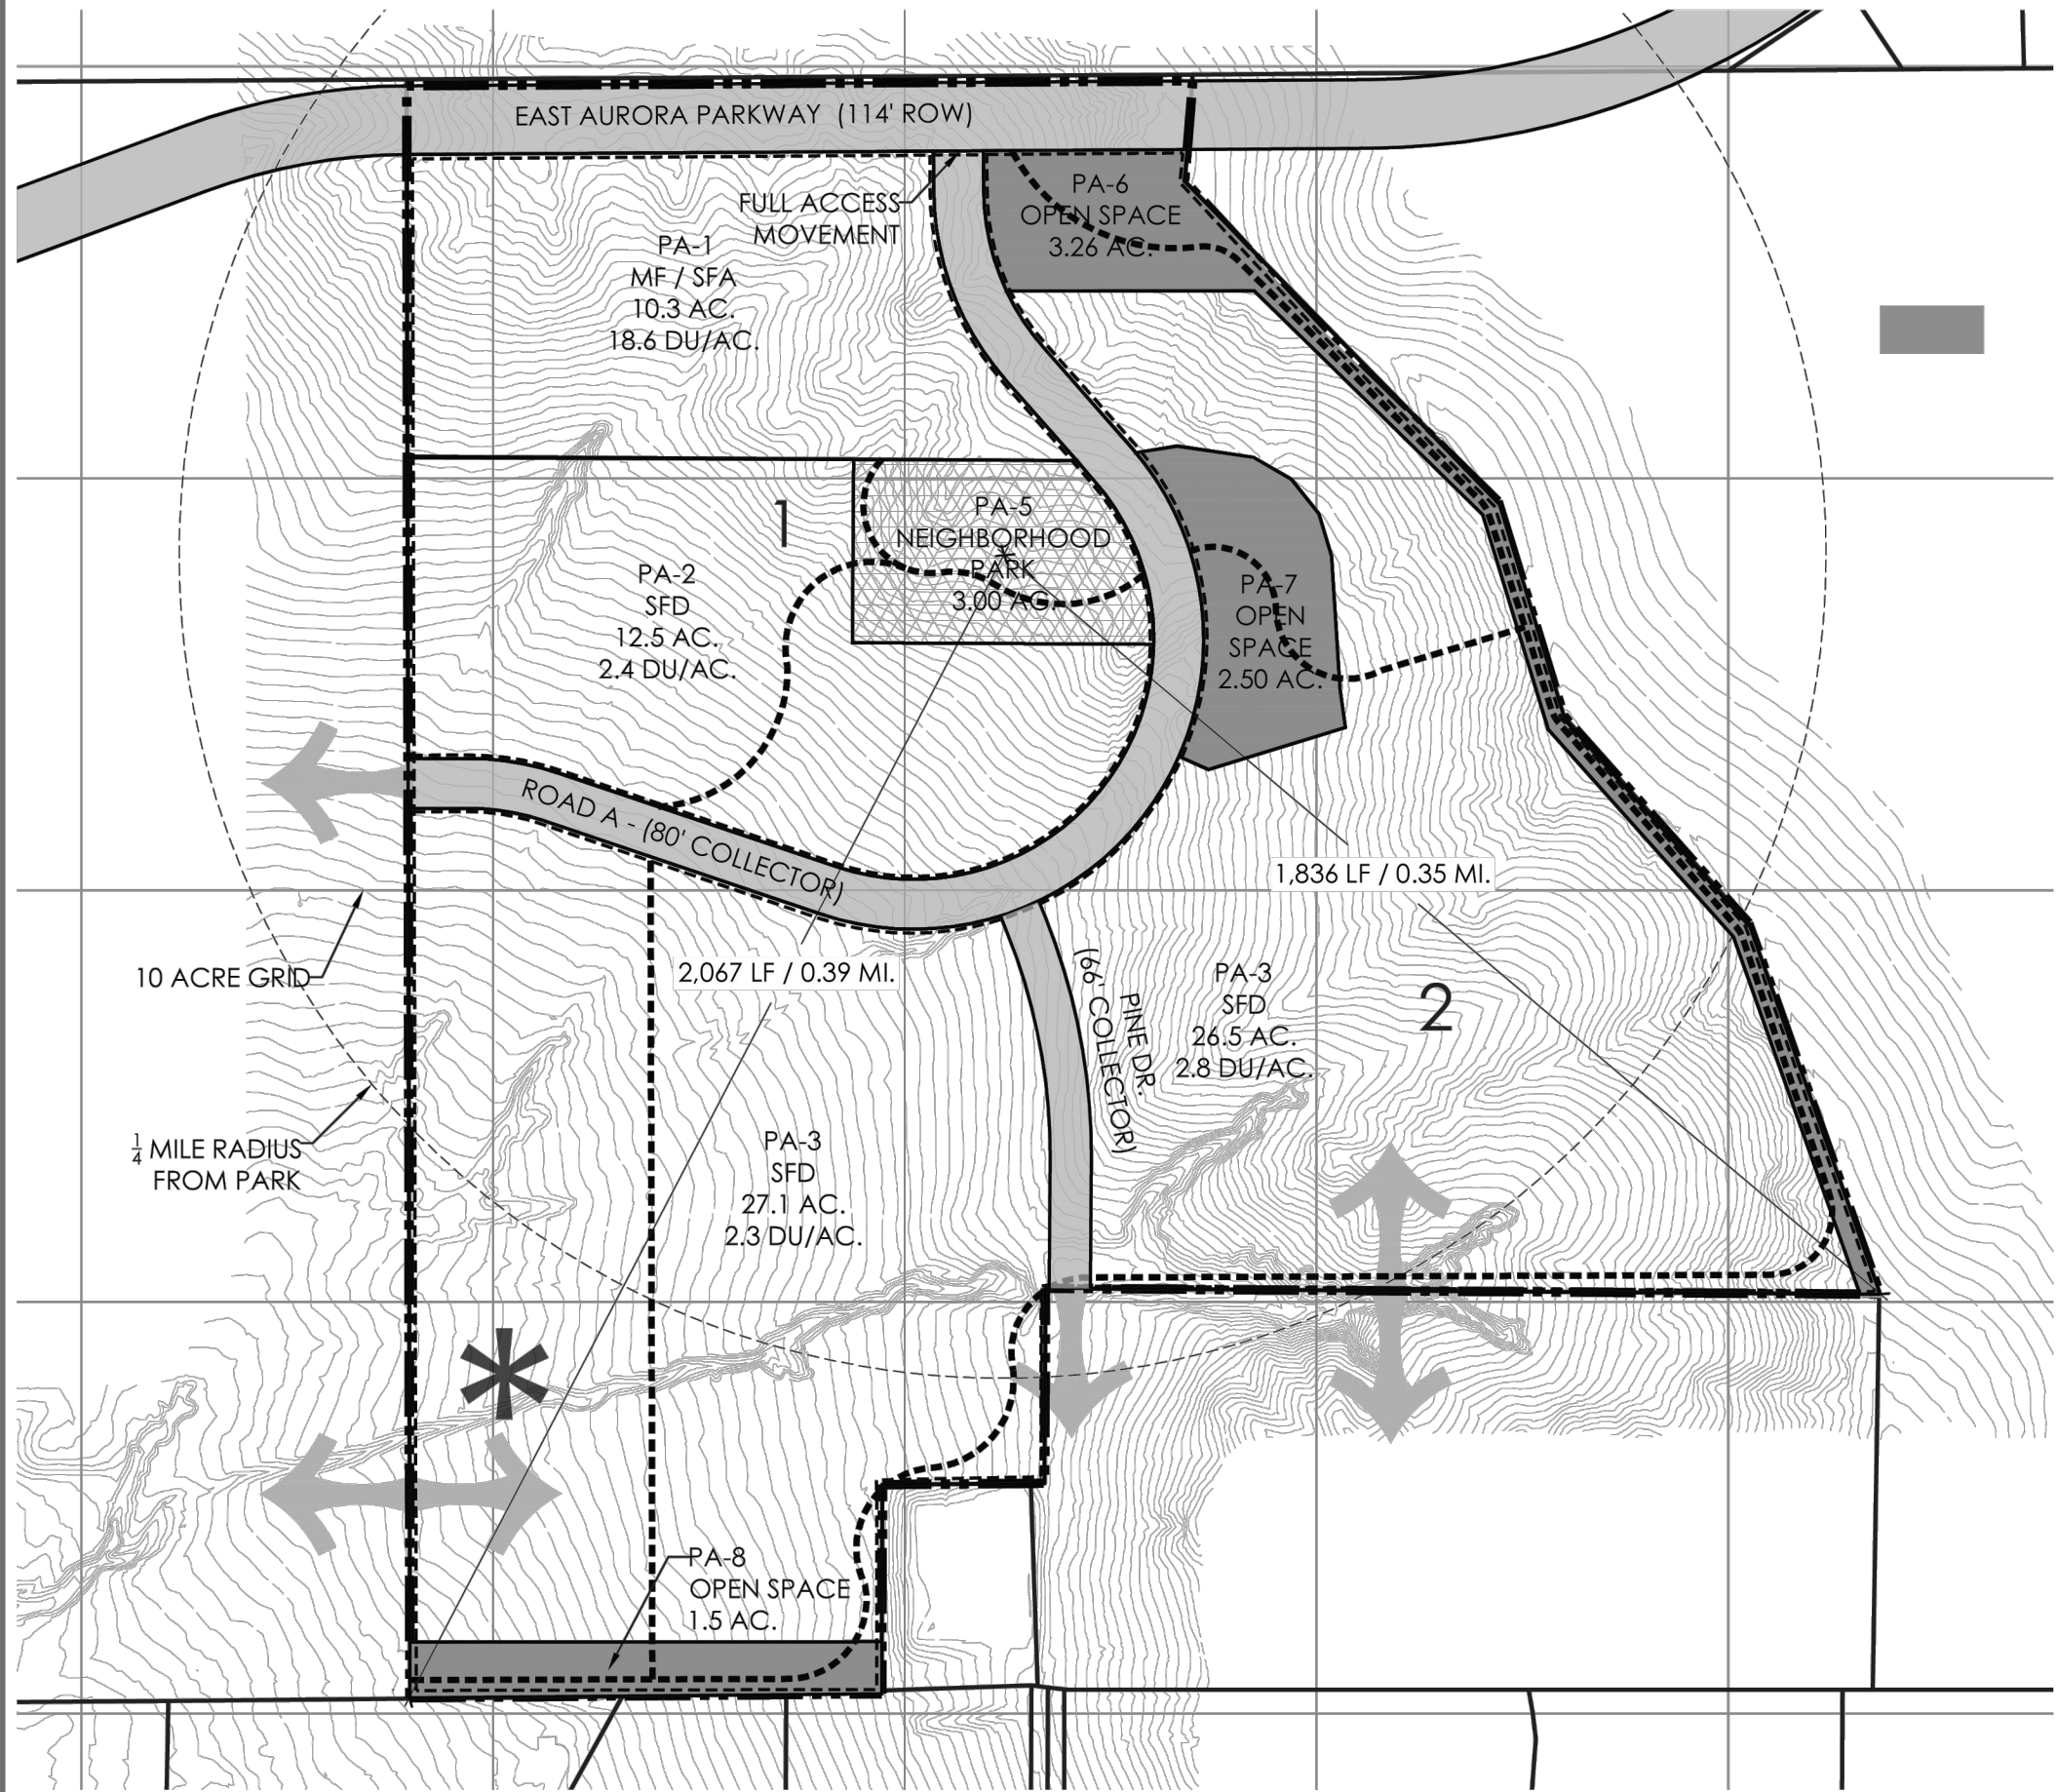 EAST AURORA PARKWAY (114' ROW)
FULL ACCESS
MOVEMENT
PA-6
OPEN SPACE
3.26 AC.
PA-1
MF / SFA
10.3 AC.
18.6 DU/AC.
1
PA-5
NEIGHBORHOOD
PARK
3.00 AC.
PA-2
SFD
12.5 AC.
2.4 DU/AC.
PA-7
OPEN
SPACE
2.50 AC.
ROAD A - (80' COLLECTOR)
1,836 LF / 0.35 MI.
10 ACRE GRID
2,067 LF / 0.39 MI.
PINE DR.
(66' COLLECTOR)
PA-3
SFD
26.5 AC.
2.8 DU/AC.
2
¼ MILE RADIUS
FROM PARK
PA-3
SFD
27.1 AC.
2.3 DU/AC.
PA-8
OPEN SPACE
1.5 AC.